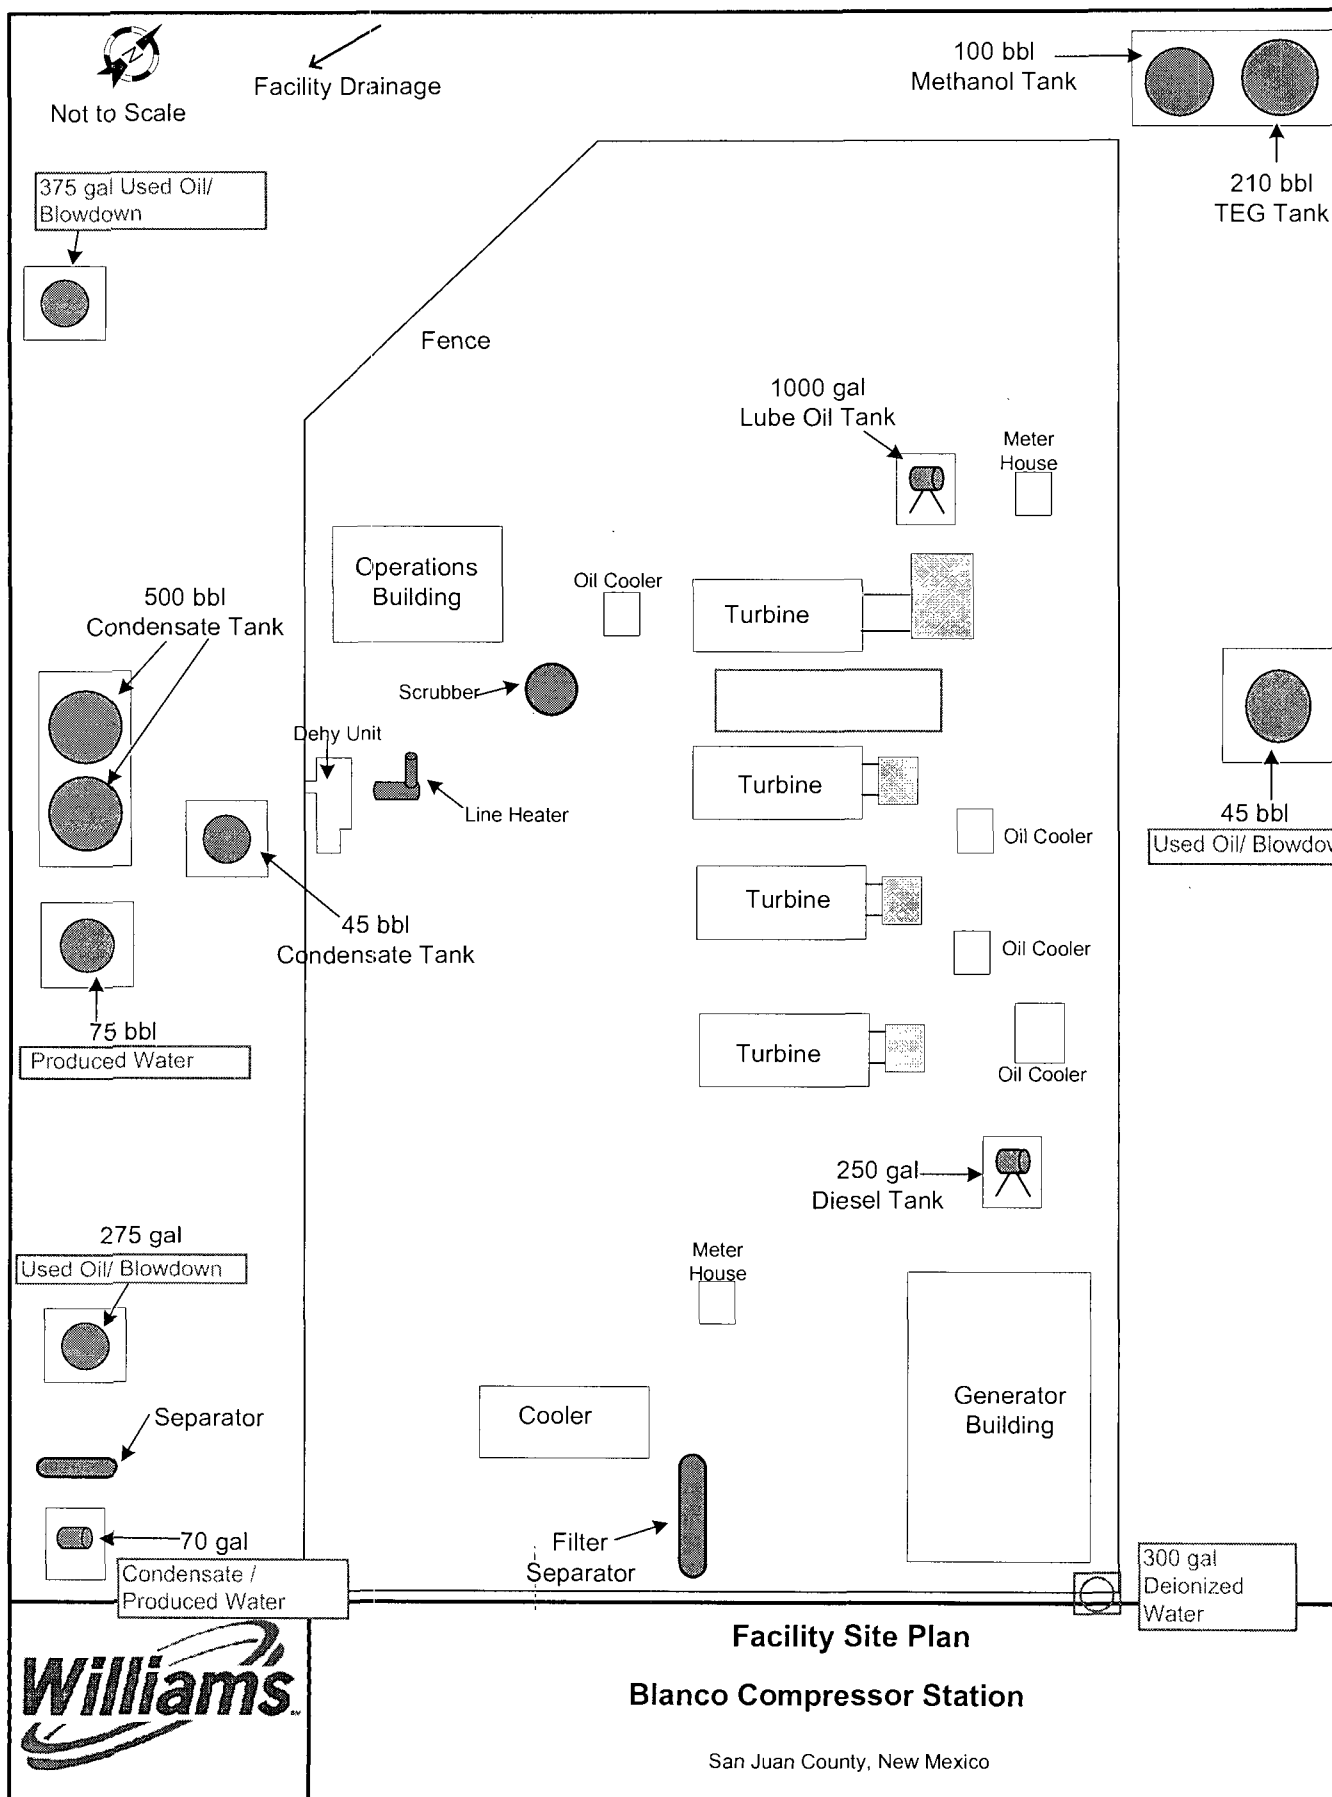 N
Not to Scale
Facility Drainage
100 bbl
Methanol Tank
210 bbl
TEG Tank
375 gal Used Oil/
Blowdown
Fence
1000 gal
Lube Oil Tank
Meter
House
Operations
Building
Oil Cooler
Turbine
500 bbl
Condensate Tank
Scrubber
Dehy Unit
Line Heater
Turbine
Oil Cooler
45 bbl
Used Oil/ Blowdow
45 bbl
Condensate Tank
Turbine
Oil Cooler
75 bbl
Produced Water
Turbine
Oil Cooler
250 gal
Diesel Tank
275 gal
Used Oil/ Blowdown
Meter
House
Separator
Cooler
Generator
Building
70 gal
Condensate /
Produced Water
Filter
Separator
300 gal
Deionized
Water
Williams
Facility Site Plan
Blanco Compressor Station
San Juan County, New Mexico